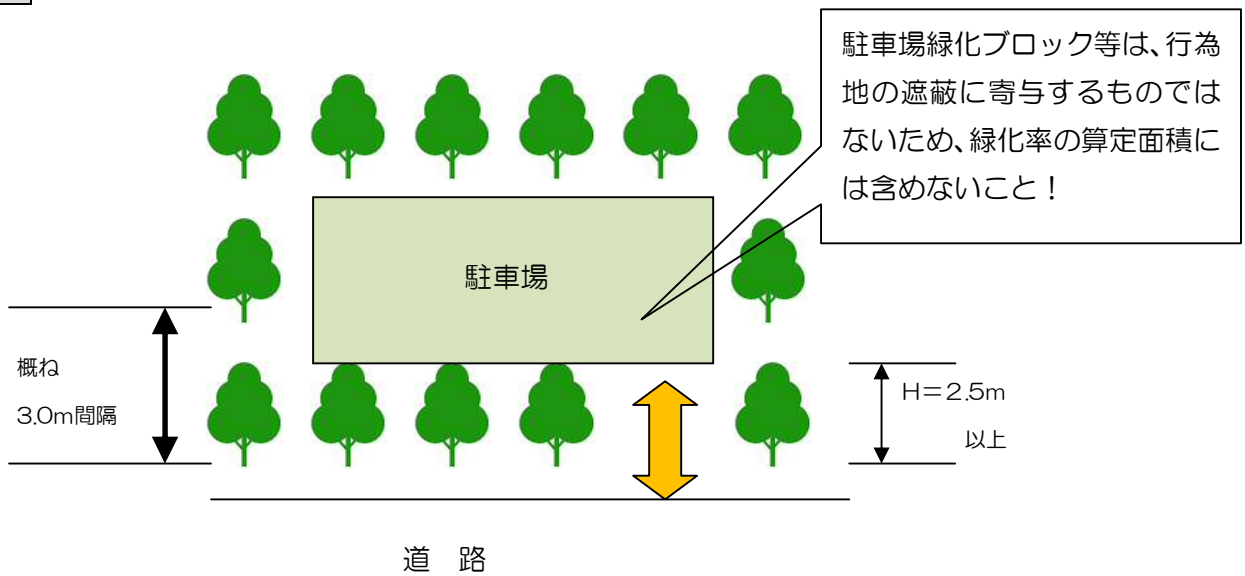 駐車場緑化ブロック等は、行為
地の遮蔽に寄与するものでは
ないため、緑化率の算定面積に
は含めないこと！
駐車場
概ね
3.0m間隔
H＝2.5m
以上
道　路